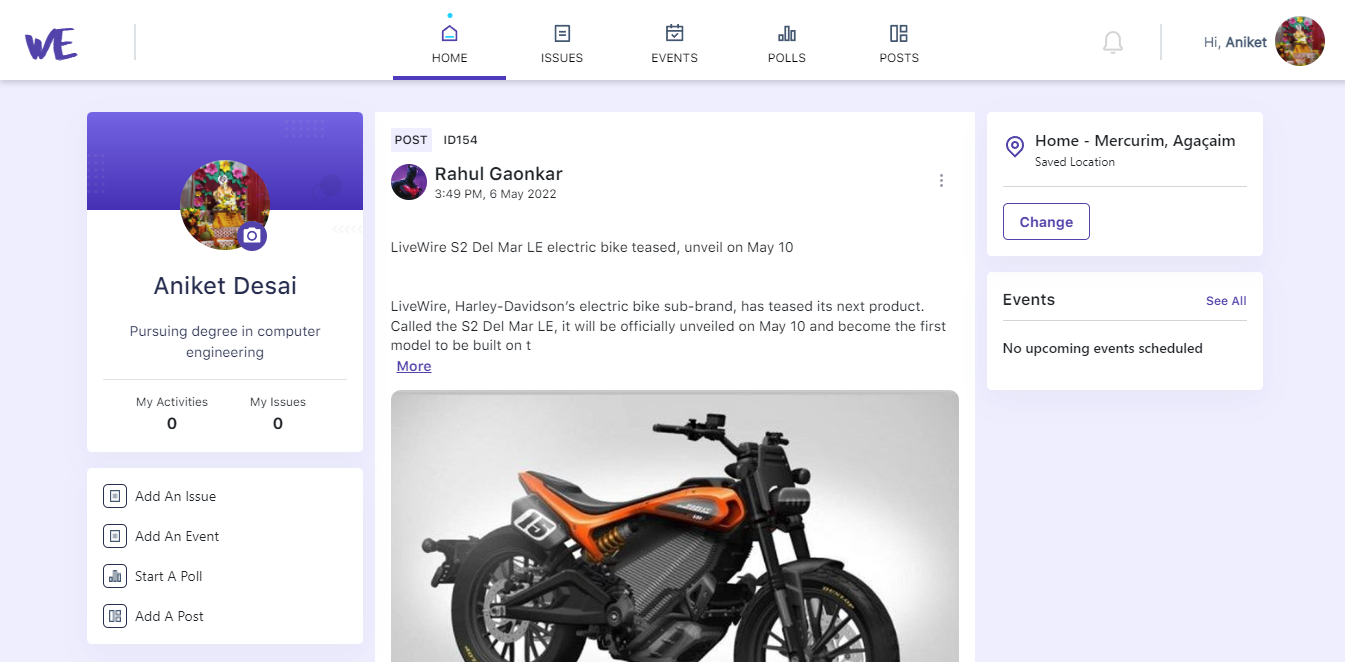 WE
HOME
ISSUES
EVENTS
POLLS
POSTS
Hi, Aniket
Aniket Desai
Pursuing degree in computer
engineering
My Activities
My Issues
0
0
Add An Issue
Add An Event
Start A Poll
Add A Post
POST ID154
Rahul Gaonkar
3:49 PM, 6 May 2022
LiveWire S2 Del Mar LE electric bike teased, unveil on May 10
LiveWire, Harley-Davidson’s electric bike sub-brand, has teased its next product.
Called the S2 Del Mar LE, it will be officially unveiled on May 10 and become the first
model to be built on t
More
15
DUNLOP
Home - Mercurim, Agaçaim
Saved Location
Change
Events
See All
No upcoming events scheduled